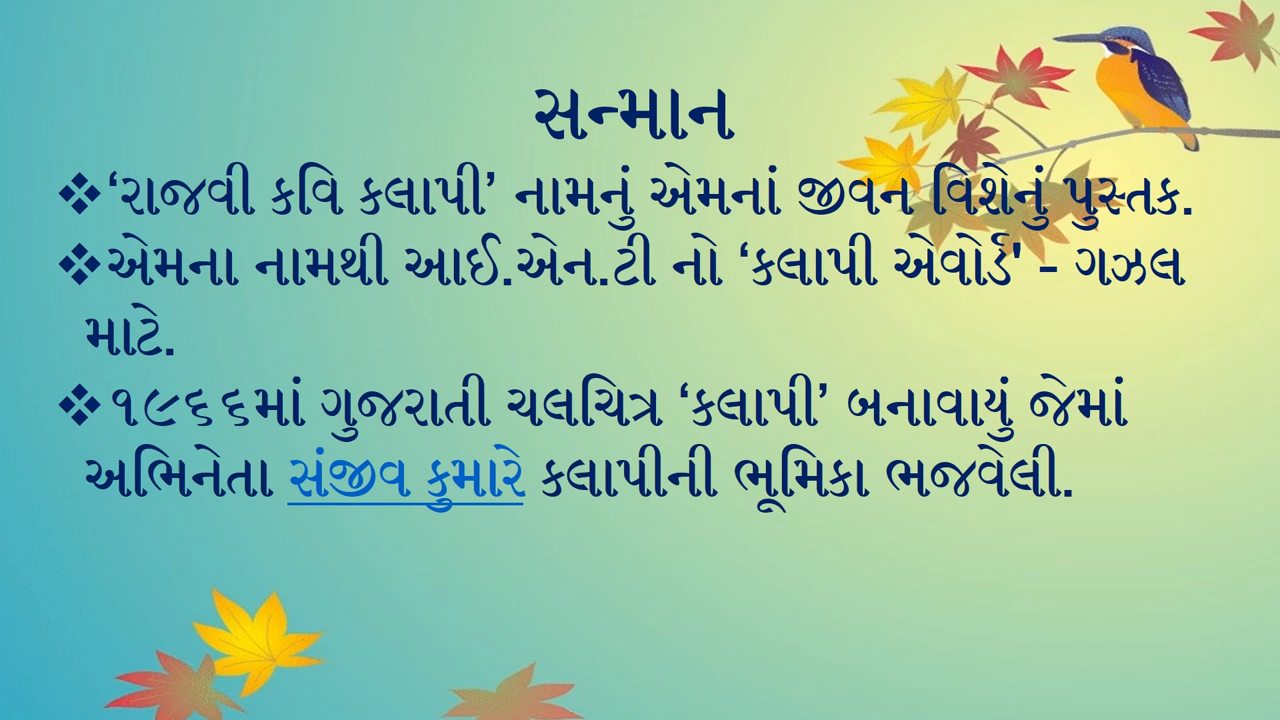 સન્માન
❖‘રાજવી કવિ કલાપી’ નામનું એમનાં જીવન વિશેનું પુસ્તક.
❖એમના નામથી આઈ.એન.ટી નો ‘કલાપી એવોર્ડ' – ગઝલ
માટે.
❖૧૯૬૬માં ગુજરાતી ચલચિત્ર ‘કલાપી’ બનાવાયું જેમાં
અભિનેતા સંજીવ કુમારે કલાપીની ભૂમિકા ભજવેલી.